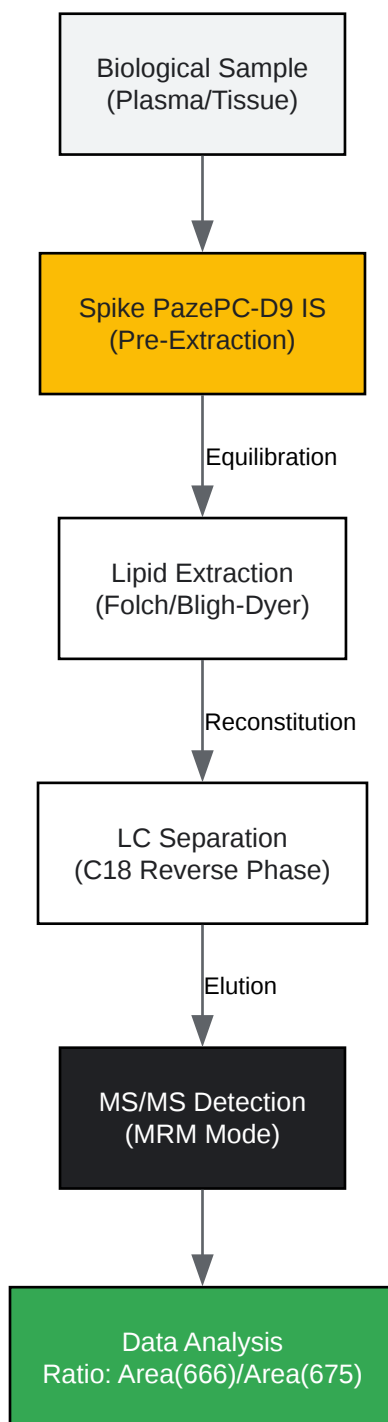 Biological Sample
(Plasma/Tissue)
Spike PazePC-D9 IS
(Pre-Extraction)
Equilibration
Lipid Extraction
(Folch/Bligh-Dyer)
Reconstitution
LC Separation
(C18 Reverse Phase)
Elution
MS/MS Detection
(MRM Mode)
Data Analysis
Ratio: Area(666)/Area(675)